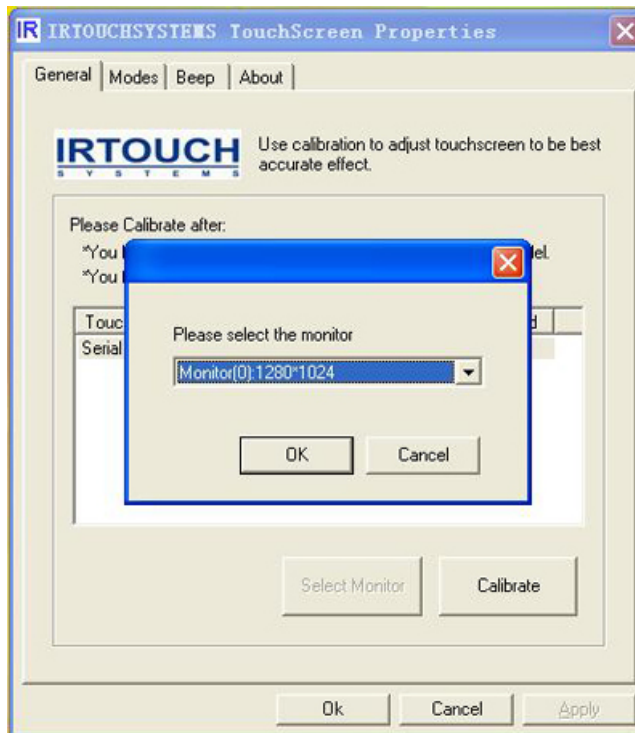 IR IRTOUCHSYSTEMS TouchScreen Properties
General Modes Beep About
IRTOUCH
SYSTEMS
Use calibration to adjust touchscreen to be best
accurate effect.
Please Calibrate after:
*You
*You
Serial
Please select the monitor
Monitor(0):1280*1024
OK Cancel
Select Monitor Calibrate
Ok Cancel Apply